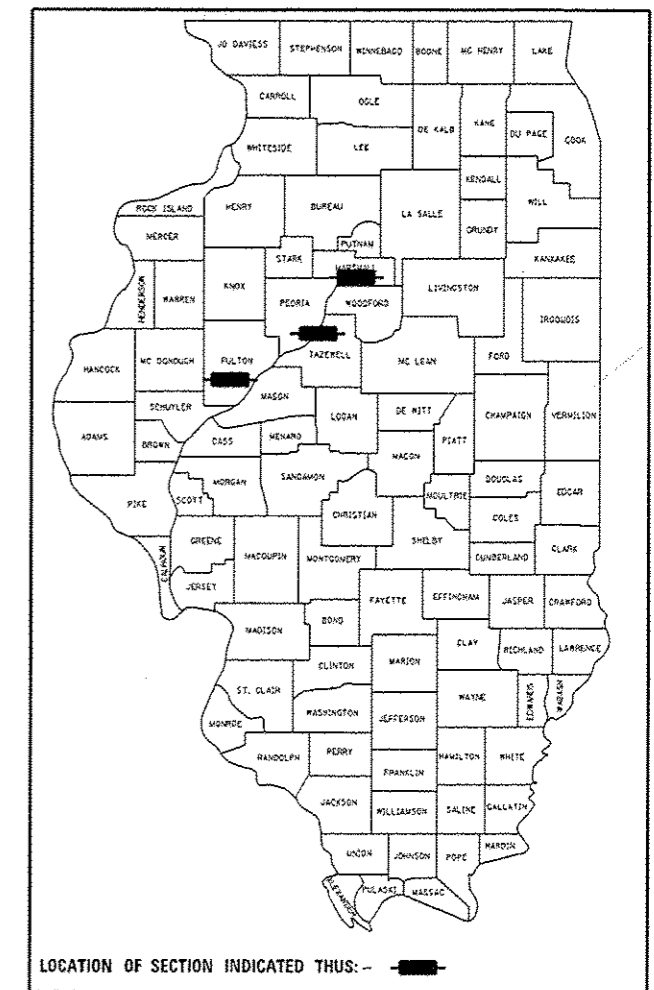 JO DAVIESS STEPHENSON WINNEBAGO BOONE MC HENRY LAKE
CARROLL OGLE DE KALB KANE DU PAGE COOK
WHITESIDE LEE KENDALL WILL
ROCK ISLAND HENRY BUREAU LA SALLE GRUNDY
MERCER PUTNAM KANKAKEE
STARK MARSHALL
HENDERSON WARREN KNOX PEORIA WOODFORD LIVINGSTON IROQUOIS
HANCOCK MC DONOUGH FULTON TAZEWELL MC LEAN FORD
SCHUYLER MASON LOGAN DE WITT CHAMPAIGN VERMILION
ADAMS BROWN CASS MENARD MACON PIATT
PIKE SCOTT MORGAN SANGAMON MOULTRIE DOUGLAS EDGAR
CHRISTIAN COLES
CALHOUN GREENE MACOUPIN MONTGOMERY SHELBY CUMBERLAND CLARK
JERSEY FAYETTE EFFINGHAM JASPER CRAWFORD
MADISON BOND CLAY RICHLAND LAWRENCE
CLINTON MARION
ST. CLAIR WAYNE EDWARDS WABASH
MONROE WASHINGTON JEFFERSON
RANDOLPH PERRY HAMILTON WHITE
FRANKLIN
JACKSON WILLIAMSON SALINE GALLATIN
UNION JOHNSON POPE HARDIN
ALEXANDER PULASKI MASSAC
LOCATION OF SECTION INDICATED THUS: -